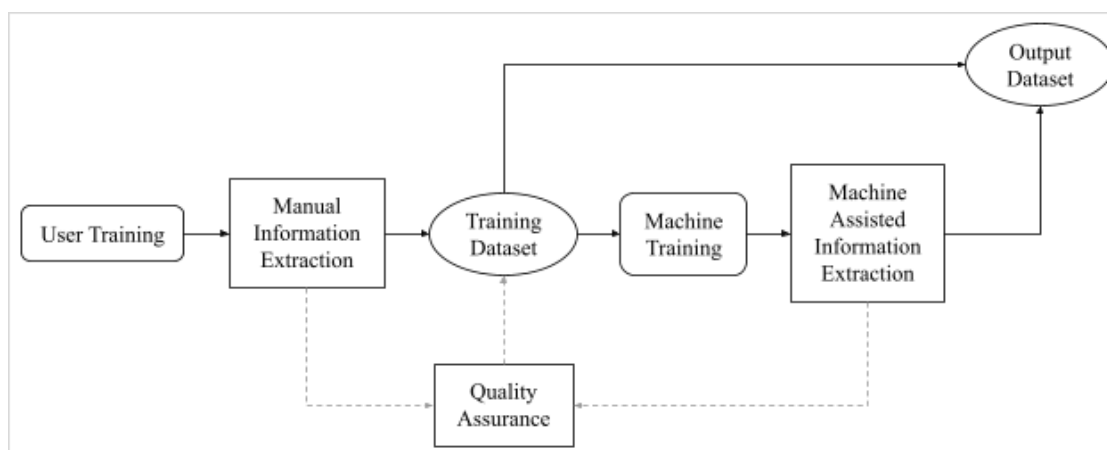 Output
Dataset
User Training
Manual
Information
Extraction
Training
Dataset
Machine
Training
Machine
Assisted
Information
Extraction
Quality
Assurance